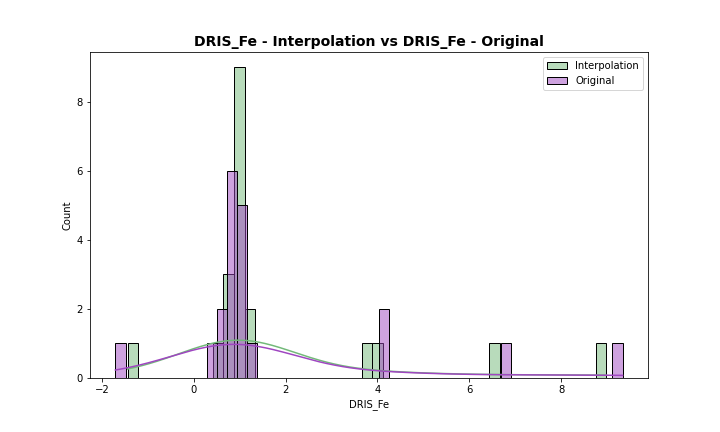 DRIS_Fe - Interpolation vs DRIS_Fe - Original
Interpolation
Original
8
6
4
2
0
Count
−2
0
2
4
6
8
DRIS_Fe